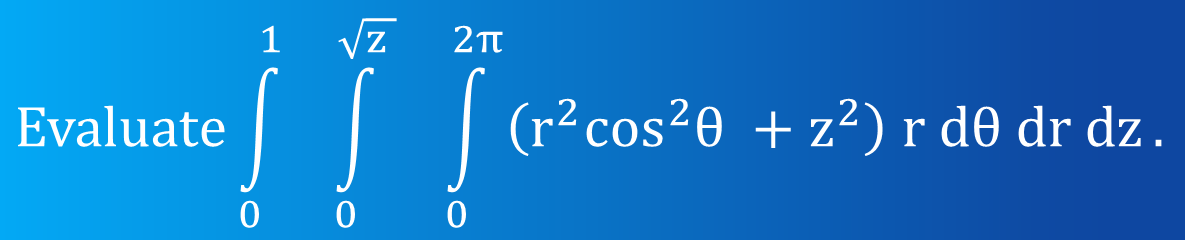 Evaluate ∫₀¹ ∫₀^√z ∫₀^2π (r²cos²θ + z²) r dθ dr dz.